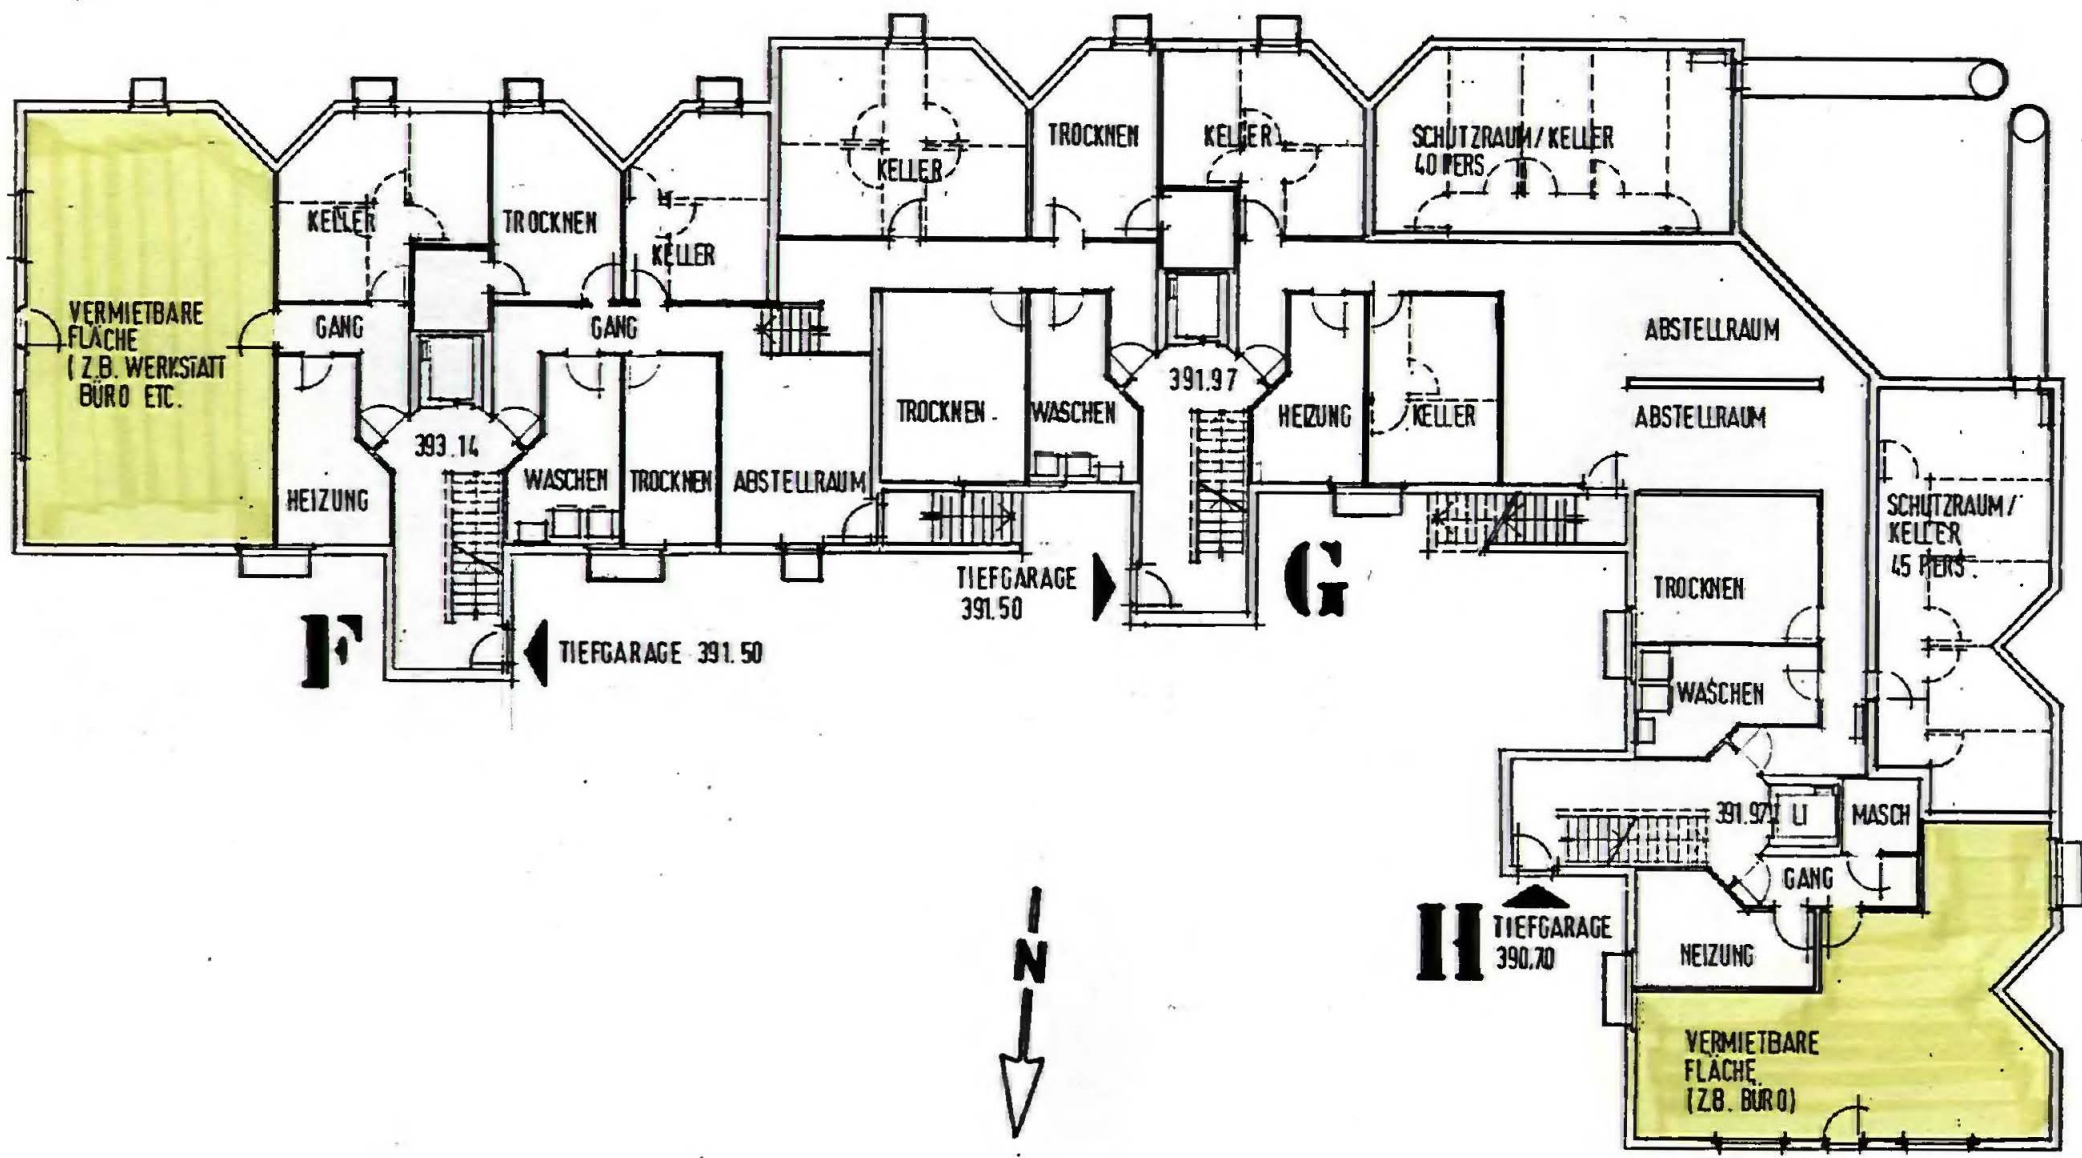 VERMIETBARE
FLÄCHE
(Z.B. WERKSTATT
BÜRO ETC.
KELLER
TROCKNEN
KELLER
GANG
GANG
393.14
HEIZUNG
WASCHEN
TROCKNEN
ABSTELLRAUM
F
TIEFGARAGE 391.50
KELLER
TROCKNEN
KELLER
SCHUTZRAUM/KELLER
40 PERS
TROCKNEN
WASCHEN
391.97
HEIZUNG
KELLER
ABSTELLRAUM
ABSTELLRAUM
TIEFGARAGE
391.50
G
SCHUTZRAUM/
KELLER
45 PERS
TROCKNEN
WASCHEN
391.97
LI
MASCH
GANG
H
TIEFGARAGE
390.70
NEIZUNG
VERMIETBARE
FLÄCHE
(Z.B. BÜRO)
N